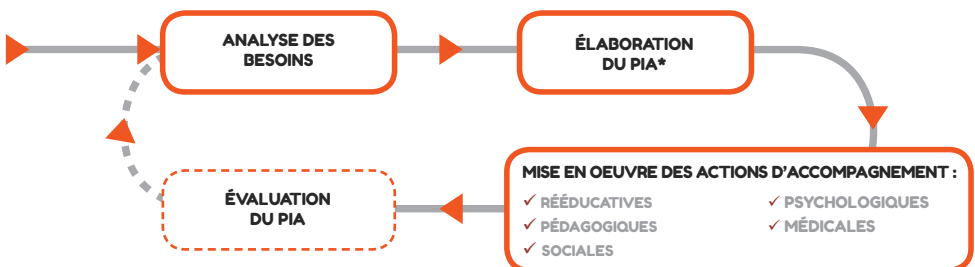 ANALYSE DES
BESOINS
ÉLABORATION
DU PIA*
MISE EN OEUVRE DES ACTIONS D'ACCOMPAGNEMENT :
✓ RÉÉDUCATIVES
✓ PÉDAGOGIQUES
✓ SOCIALES
✓ PSYCHOLOGIQUES
✓ MÉDICALES
ÉVALUATION
DU PIA